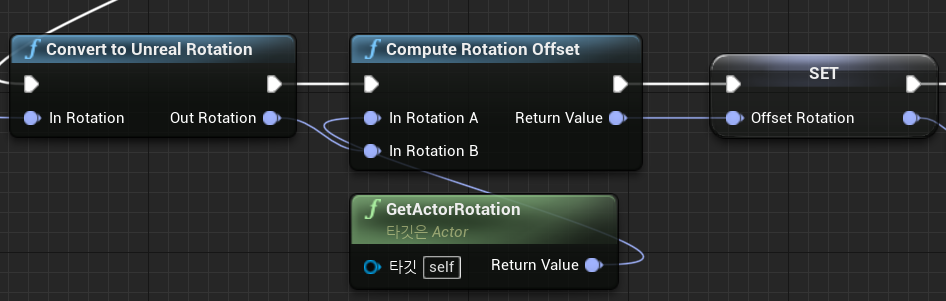 Convert to Unreal Rotation
In Rotation
Out Rotation
Compute Rotation Offset
In Rotation A
Return Value
In Rotation B
SET
Offset Rotation
GetActorRotation
타깃은 Actor
타깃 self
Return Value